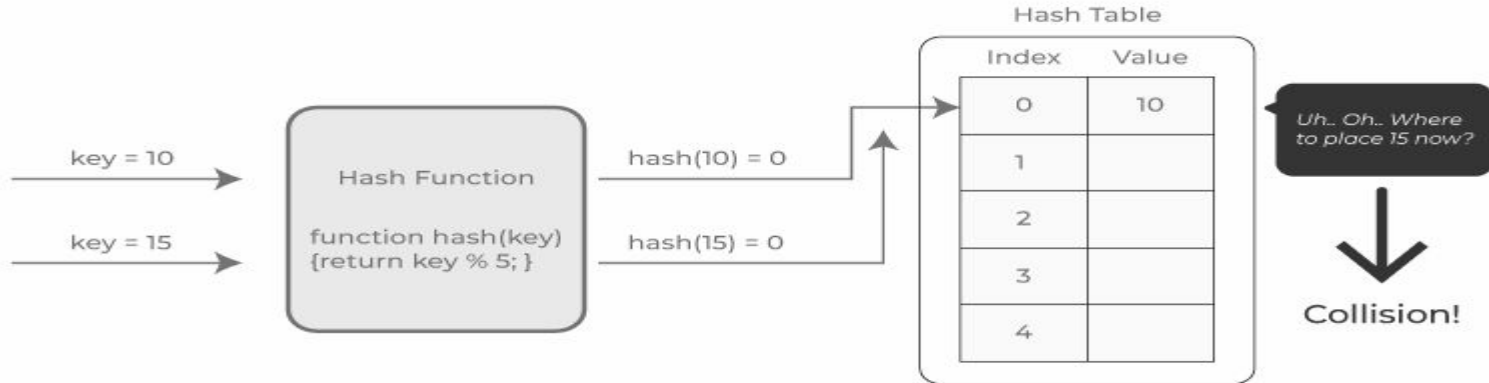 Hash Table
Index Value
0 10
1
2
3
4
key = 10
key = 15
Hash Function
function hash(key)
{return key % 5; }
hash(10) = 0
hash(15) = 0
Uh.. Oh.. Where
to place 15 now?
Collision!